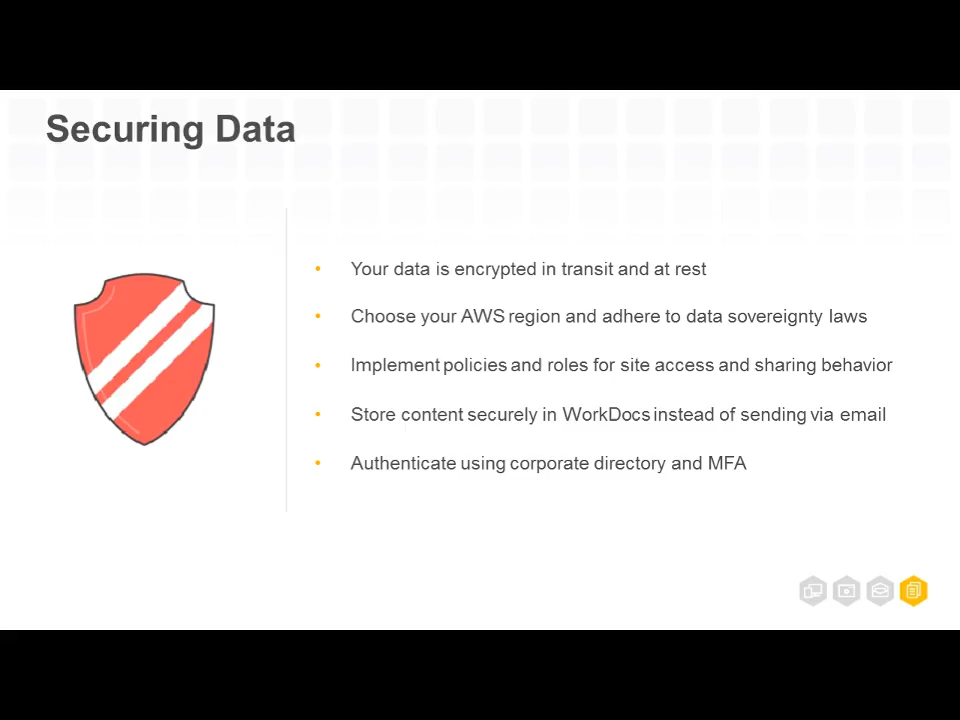 Securing Data
• Your data is encrypted in transit and at rest
• Choose your AWS region and adhere to data sovereignty laws
• Implement policies and roles for site access and sharing behavior
• Store content securely in WorkDocs instead of sending via email
• Authenticate using corporate directory and MFA